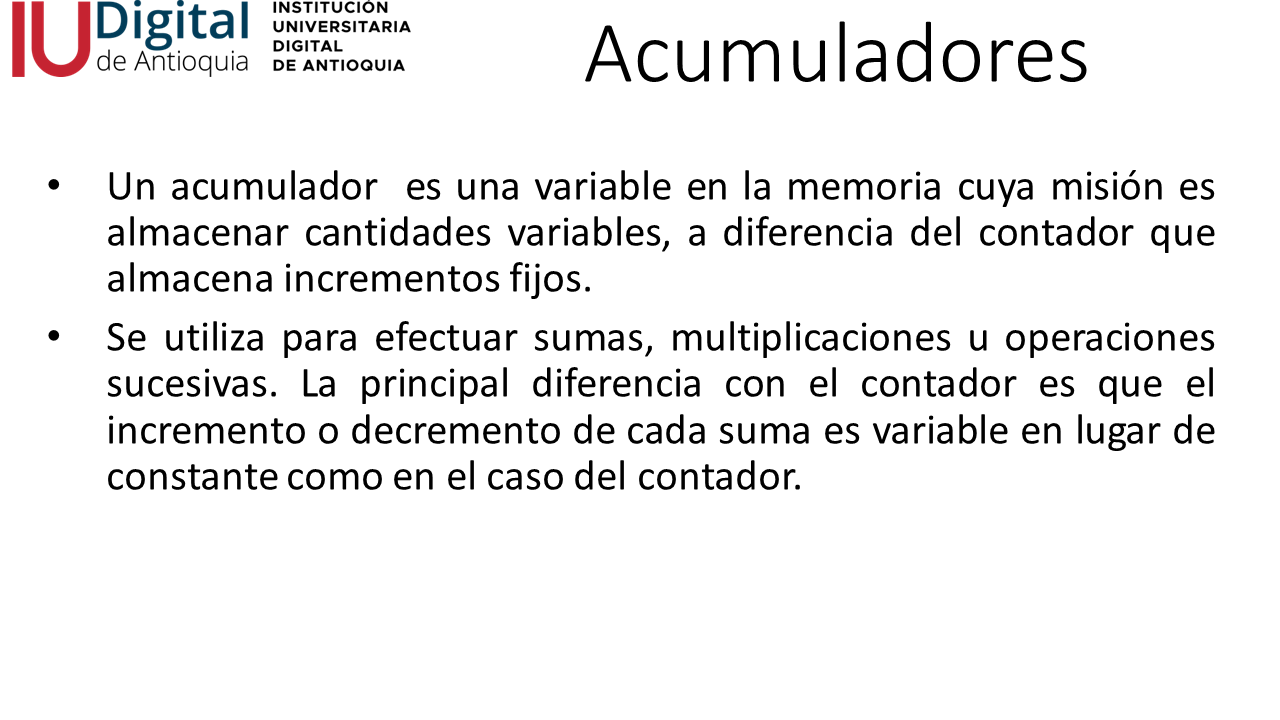 IU Digital
de Antioquia
INSTITUCIÓN
UNIVERSITARIA
DIGITAL
DE ANTIOQUIA
Acumuladores
• Un acumulador  es una variable en la memoria cuya misión es
almacenar cantidades variables, a diferencia del contador que
almacena incrementos fijos.
• Se utiliza para efectuar sumas, multiplicaciones u operaciones
sucesivas. La principal diferencia con el contador es que el
incremento o decremento de cada suma es variable en lugar de
constante como en el caso del contador.